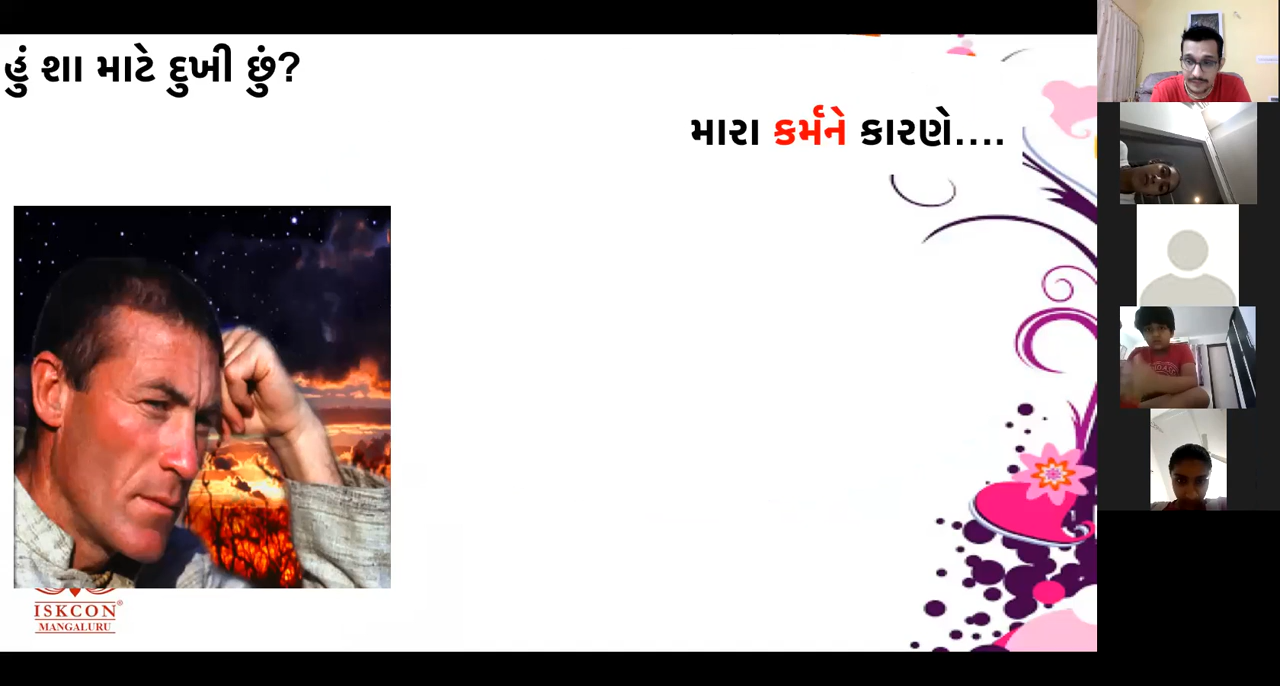 હું શા માટે દુખી છું?
મારા કર્મને કારણે....
ISKCON®
MANGALURU